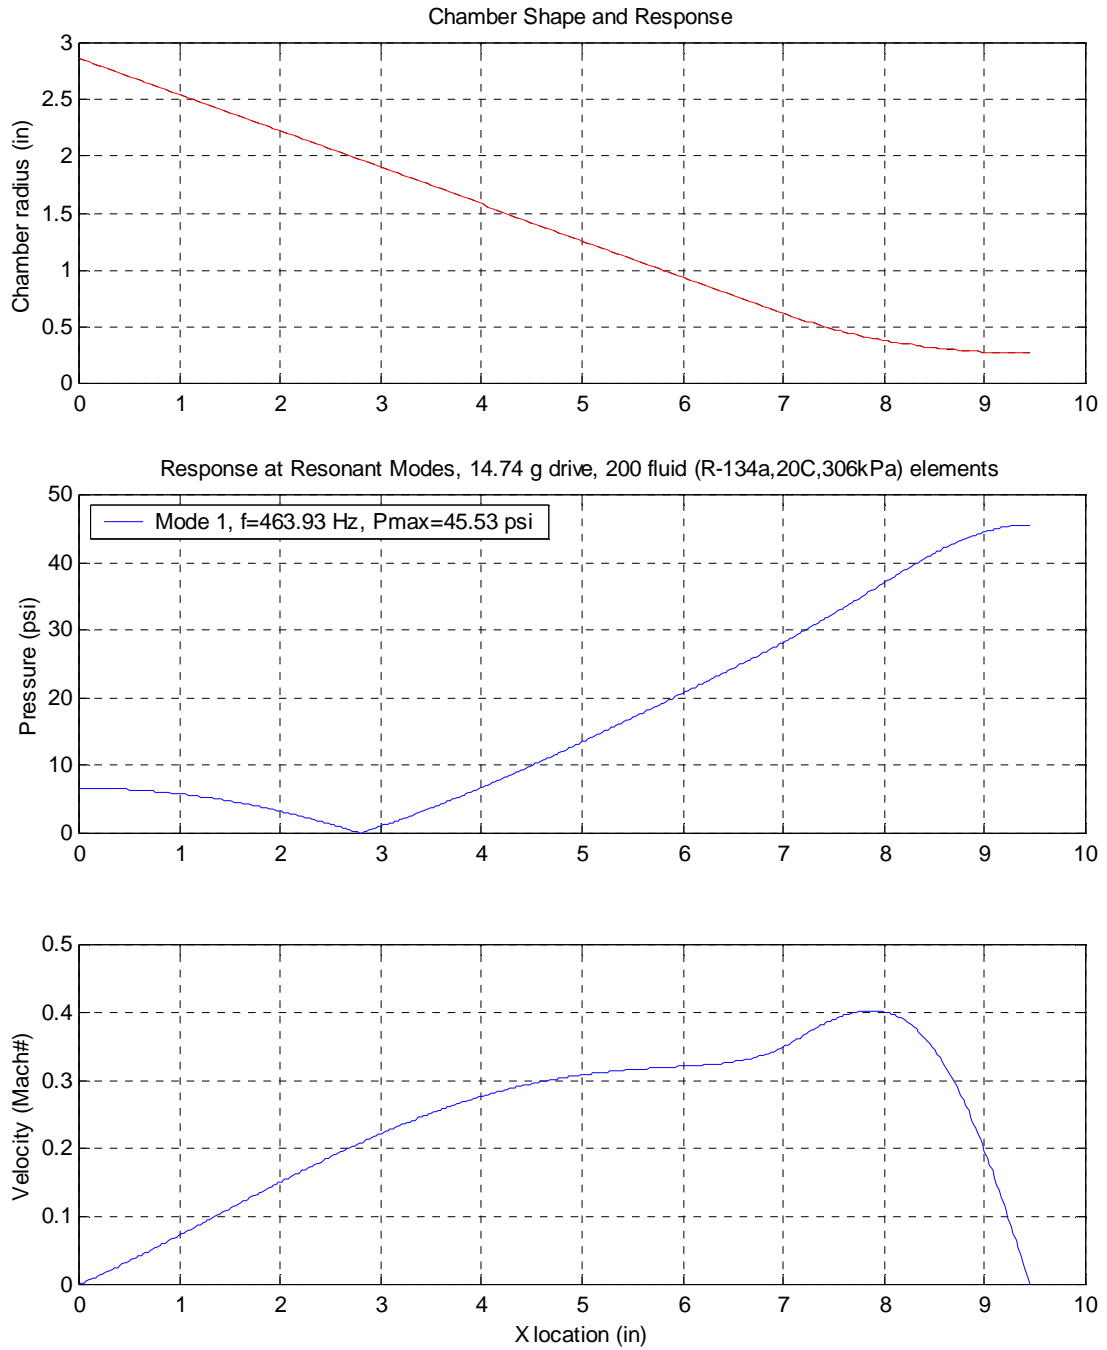 Chamber Shape and Response
3
2.5
2
1.5
1
0.5
0
Chamber radius (in)
0 1 2 3 4 5 6 7 8 9 10
Response at Resonant Modes, 14.74 g drive, 200 fluid (R-134a,20C,306kPa) elements
50
40
30
20
10
0
Pressure (psi)
Mode 1, f=463.93 Hz, Pmax=45.53 psi
0 1 2 3 4 5 6 7 8 9 10
0.5
0.4
0.3
0.2
0.1
0
Velocity (Mach#)
0 1 2 3 4 5 6 7 8 9 10
X location (in)